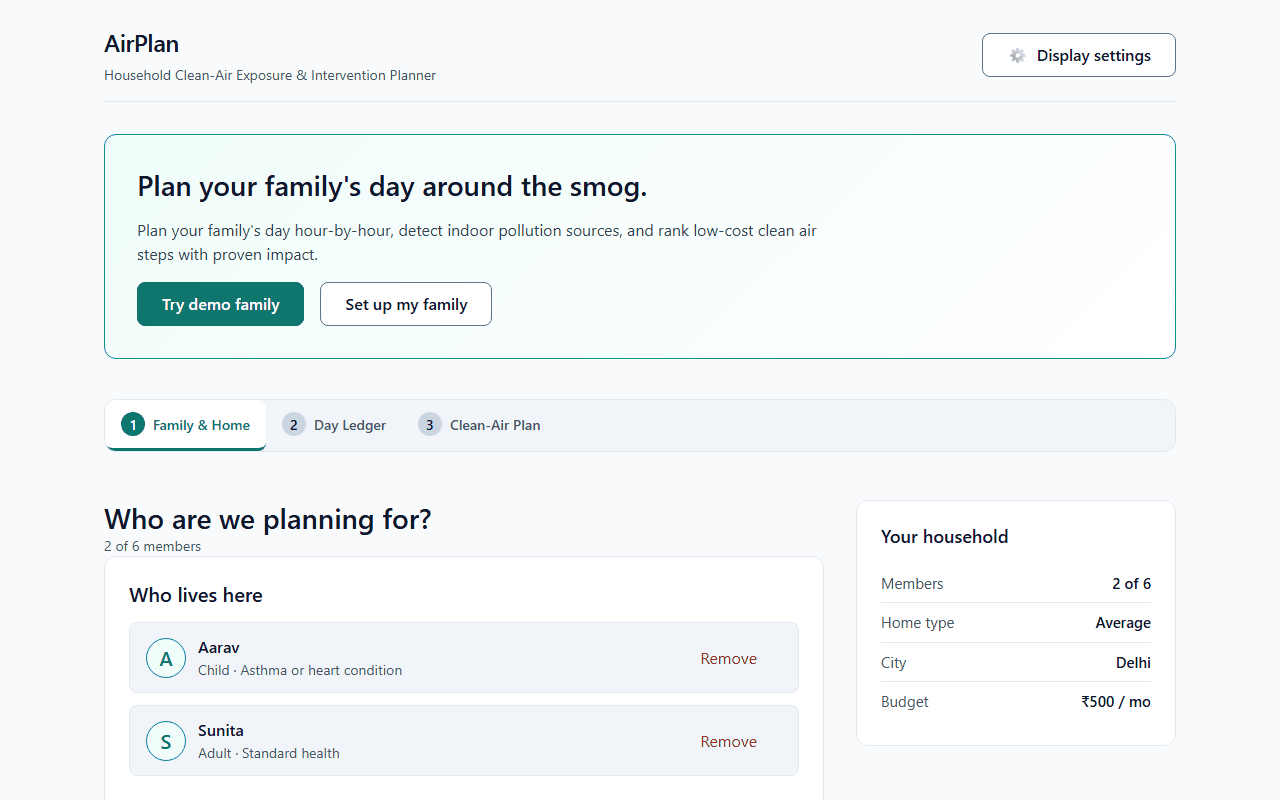 AirPlan
Household Clean-Air Exposure & Intervention Planner
Display settings
Plan your family's day around the smog.
Plan your family's day hour-by-hour, detect indoor pollution sources, and rank low-cost clean air
steps with proven impact.
Try demo family
Set up my family
1 Family & Home
2 Day Ledger
3 Clean-Air Plan
Who are we planning for?
2 of 6 members
Who lives here
A
Aarav
Child · Asthma or heart condition
Remove
S
Sunita
Adult · Standard health
Remove
Your household
Members 2 of 6
Home type Average
City Delhi
Budget ₹500 / mo